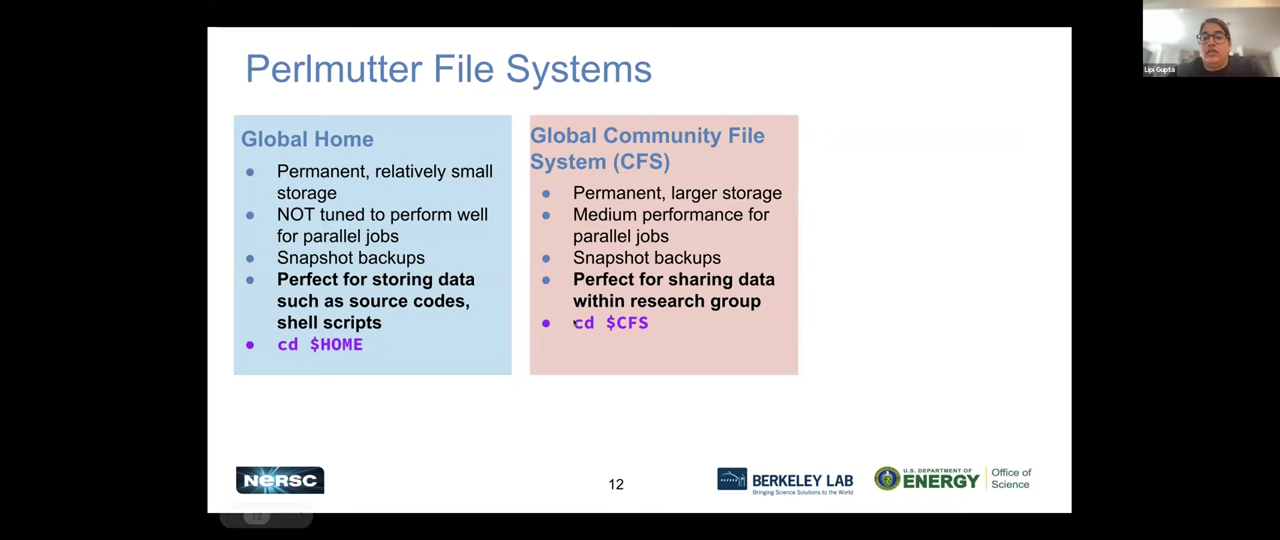 Lipi Gupta
Perlmutter File Systems
Global Home
● Permanent, relatively small
storage
● NOT tuned to perform well
for parallel jobs
● Snapshot backups
● Perfect for storing data
such as source codes,
shell scripts
● cd $HOME
Global Community File
System (CFS)
● Permanent, larger storage
● Medium performance for
parallel jobs
● Snapshot backups
● Perfect for sharing data
within research group
● cd $CFS
NERSC
12
BERKELEY LAB
Bringing Science Solutions to the World
U.S. DEPARTMENT OF
ENERGY
Office of
Science
12